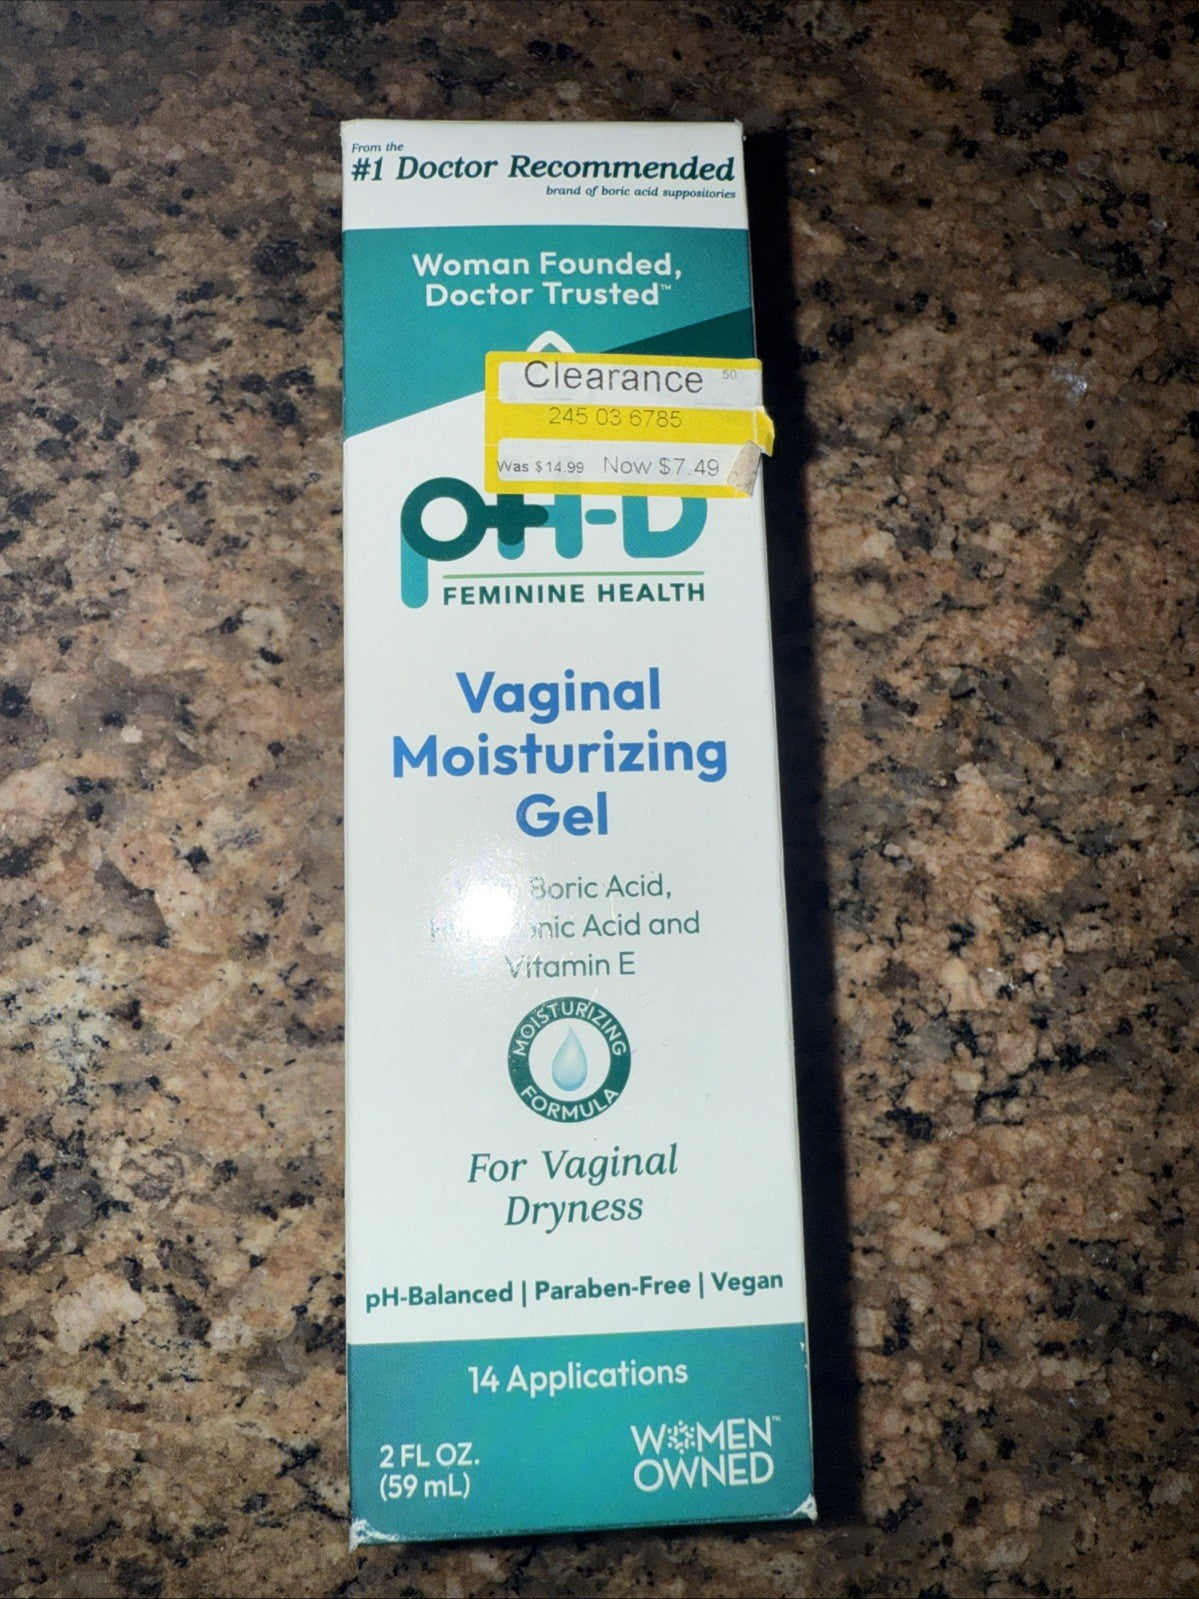 From the
#1 Doctor Recommended
brand of boric acid suppositories
Woman Founded,
Doctor Trusted™
Clearance 50
245 03 6785
Was $14.99 Now $7.49
pH-D
FEMININE HEALTH
Vaginal
Moisturizing
Gel
Boric Acid,
Acid and
Vitamin E
MOISTURIZING
FORMULA
For Vaginal
Dryness
pH-Balanced | Paraben-Free | Vegan
14 Applications
2 FL OZ.
(59 mL)
WOMEN™
OWNED